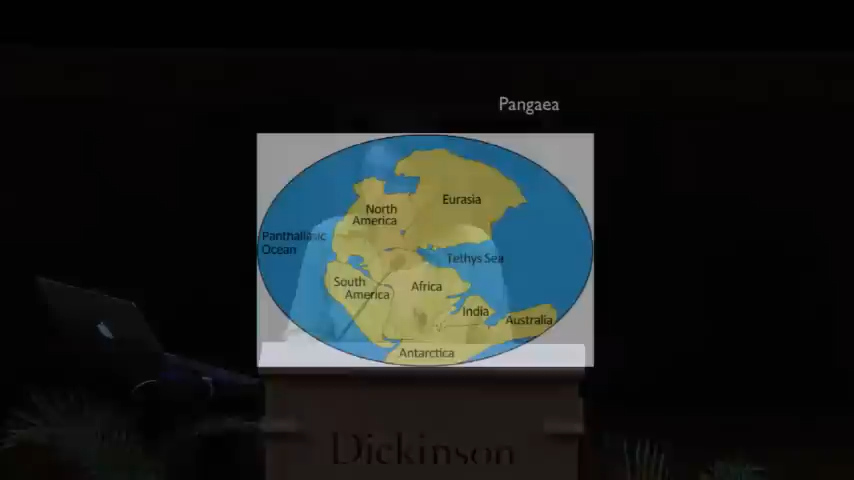 Pangaea
Eurasia
North
America
Panthalassic
Ocean
Tethys Sea
South
America
Africa
India
Australia
Antarctica
Dickinson